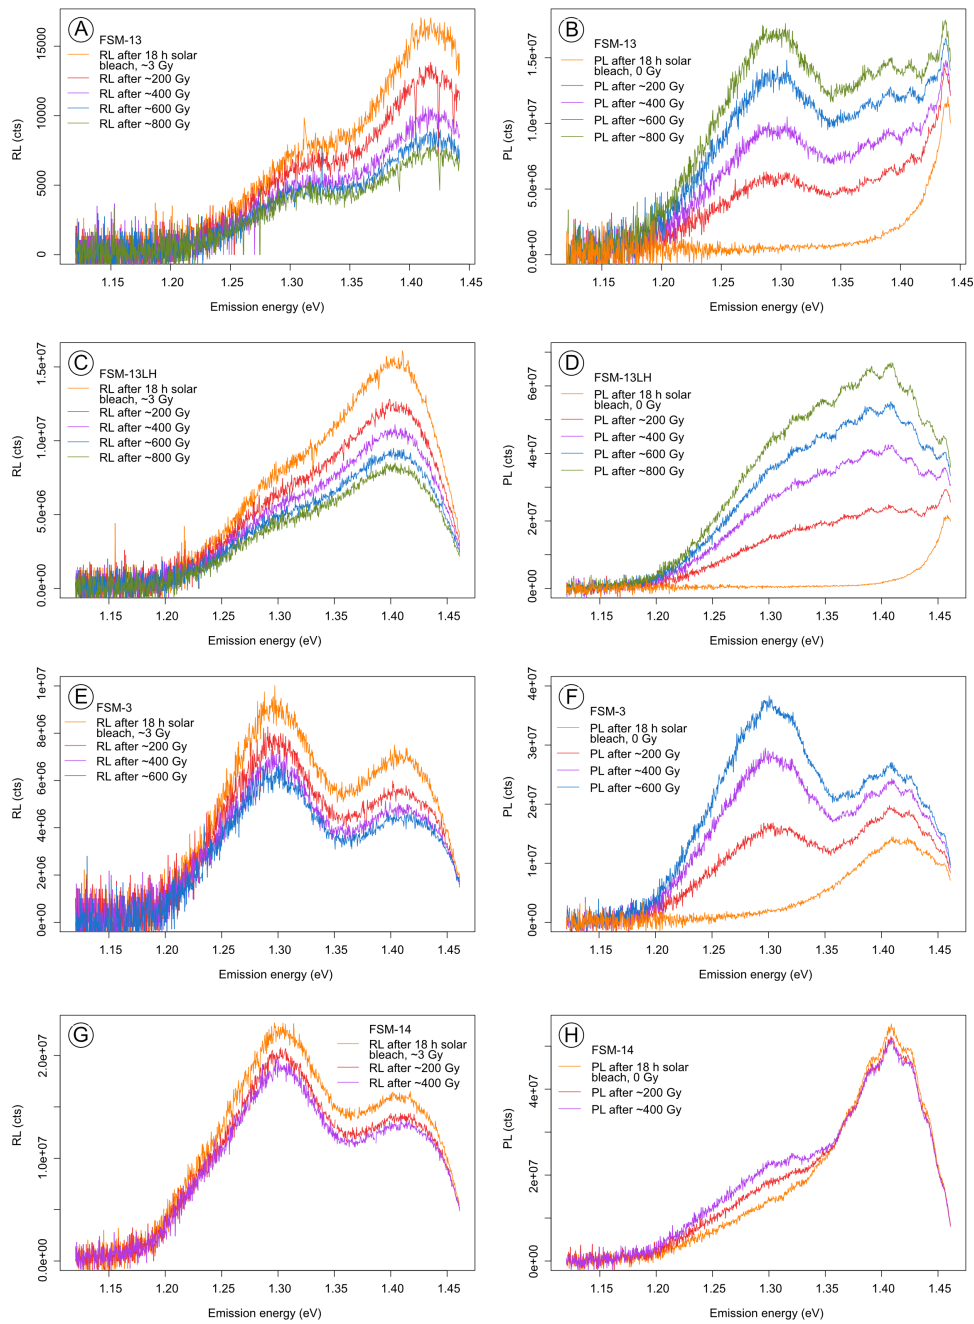 A
FSM-13
RL after 18 h solar
bleach, ~3 Gy
RL after ~200 Gy
RL after ~400 Gy
RL after ~600 Gy
RL after ~800 Gy
RL (cts)
15000
10000
5000
0
1.15 1.20 1.25 1.30 1.35 1.40 1.45
Emission energy (eV)
B
FSM-13
PL after 18 h solar
bleach, 0 Gy
PL after ~200 Gy
PL after ~400 Gy
PL after ~600 Gy
PL after ~800 Gy
PL (cts)
1.5e+07
1.0e+07
5.0e+06
0.0e+00
1.15 1.20 1.25 1.30 1.35 1.40 1.45
Emission energy (eV)
C
FSM-13LH
RL after 18 h solar
bleach, ~3 Gy
RL after ~200 Gy
RL after ~400 Gy
RL after ~600 Gy
RL after ~800 Gy
RL (cts)
1.5e+07
1.0e+07
5.0e+06
0.0e+00
1.15 1.20 1.25 1.30 1.35 1.40 1.45
Emission energy (eV)
D
FSM-13LH
PL after 18 h solar
bleach, 0 Gy
PL after ~200 Gy
PL after ~400 Gy
PL after ~600 Gy
PL after ~800 Gy
PL (cts)
6e+07
4e+07
2e+07
0e+00
1.15 1.20 1.25 1.30 1.35 1.40 1.45
Emission energy (eV)
E
FSM-3
RL after 18 h solar
bleach, ~3 Gy
RL after ~200 Gy
RL after ~400 Gy
RL after ~600 Gy
RL (cts)
1e+07
8e+06
6e+06
4e+06
2e+06
0e+00
1.15 1.20 1.25 1.30 1.35 1.40 1.45
Emission energy (eV)
F
FSM-3
PL after 18 h solar
bleach, 0 Gy
PL after ~200 Gy
PL after ~400 Gy
PL after ~600 Gy
PL (cts)
4e+07
3e+07
2e+07
1e+07
0e+00
1.15 1.20 1.25 1.30 1.35 1.40 1.45
Emission energy (eV)
G
FSM-14
RL after 18 h solar
bleach, ~3 Gy
RL after ~200 Gy
RL after ~400 Gy
RL (cts)
2.0e+07
1.0e+07
0.0e+00
1.15 1.20 1.25 1.30 1.35 1.40 1.45
Emission energy (eV)
H
FSM-14
PL after 18 h solar
bleach, 0 Gy
PL after ~200 Gy
PL after ~400 Gy
PL (cts)
4e+07
2e+07
0e+00
1.15 1.20 1.25 1.30 1.35 1.40 1.45
Emission energy (eV)